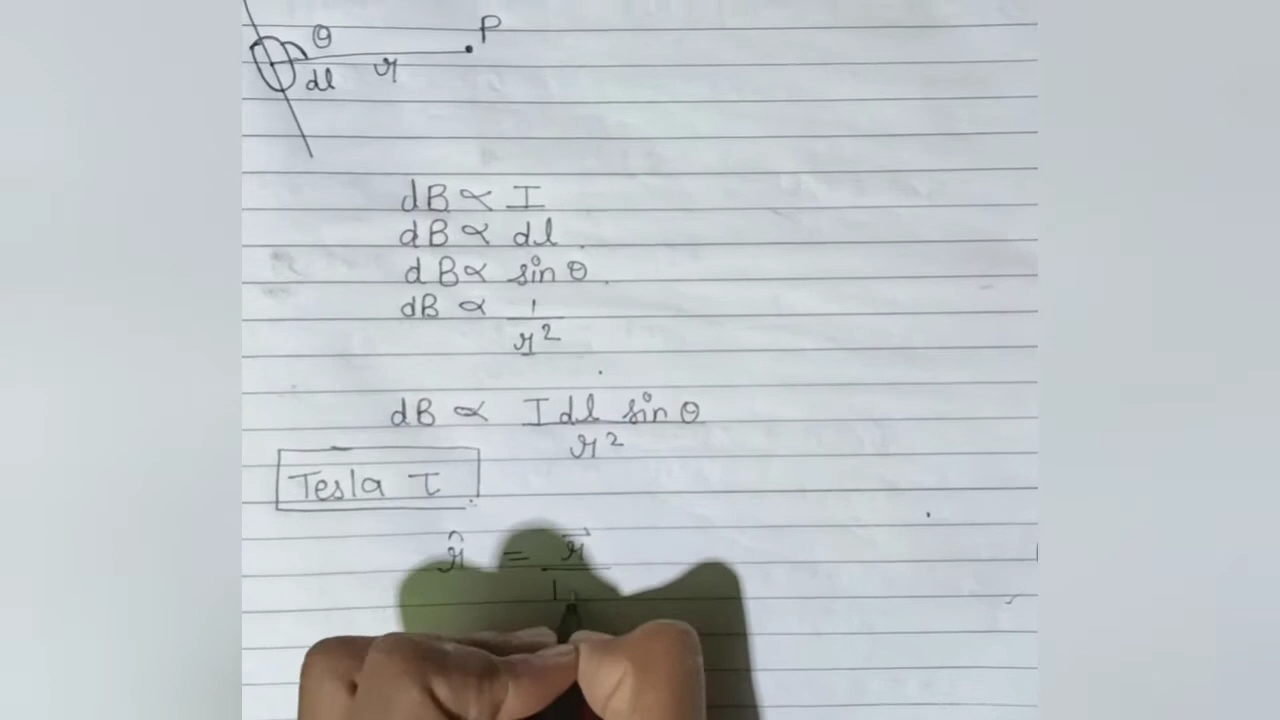 θ P
dl r
dB ∝ I
dB ∝ dl
dB ∝ sin θ
dB ∝ 1/r²
dB ∝ I dl sin θ / r²
Tesla T
r̂ = r⃗ / |